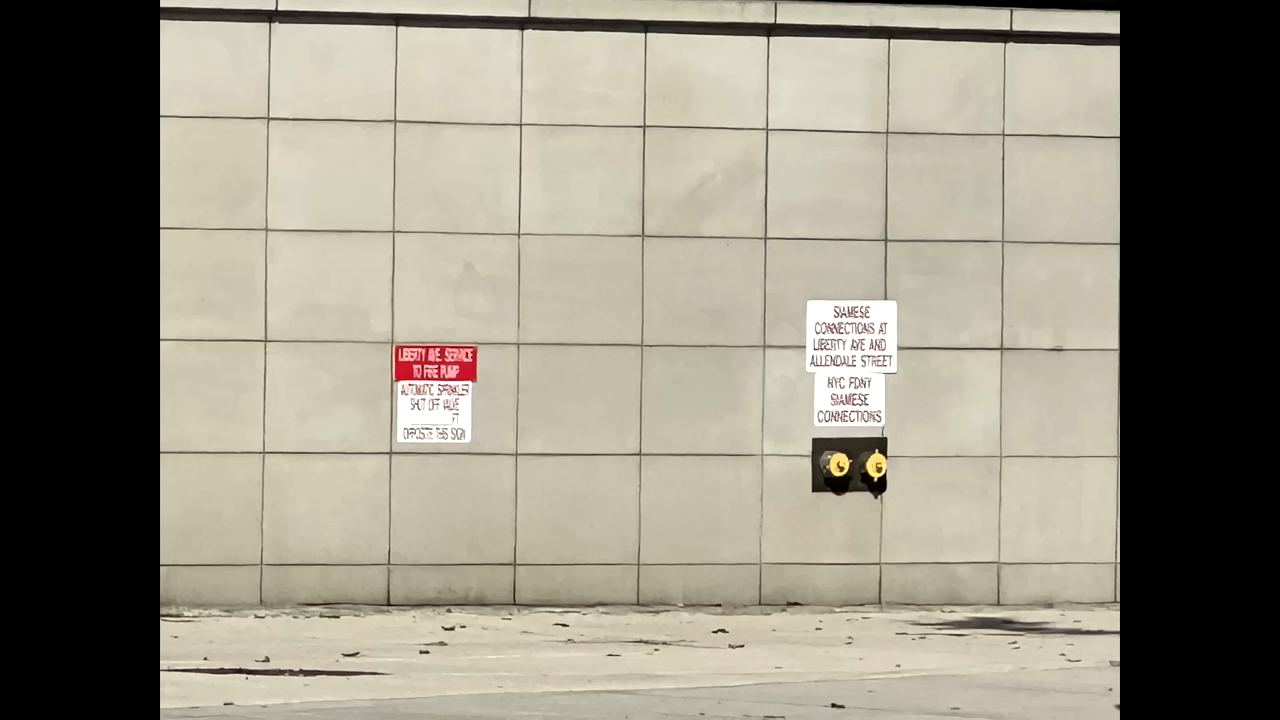 LIBERTY AVE. SERVICE
TO FIRE PUMP
AUTOMATIC SPRINKLER
SHUT OFF VALVE
OPPOSITE THIS SIGN
SIAMESE
CONNECTIONS AT
LIBERTY AVE AND
ALLENDALE STREET
NYC FDNY
SIAMESE
CONNECTIONS